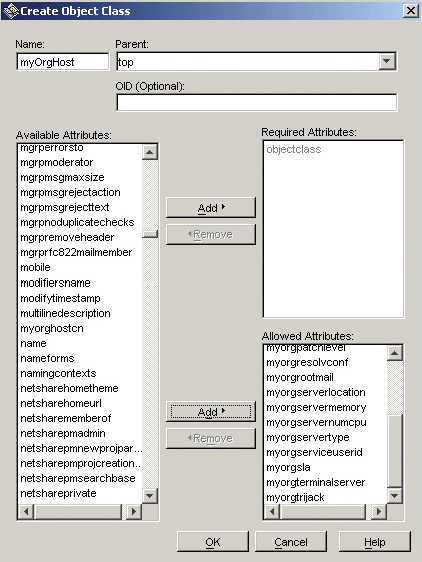 Create Object Class
Name:
Parent:
myOrgHost
top
OID (Optional):
Available Attributes:
mgrperrorsto
mgrpmoderator
mgrpmsgmaxsize
mgrpmsgrejectaction
mgrpmsgrejecttext
mgrpnoduplicatechecks
mgrpremoveheader
mgrprfc822mailmember
mobile
modifiersname
modifytimestamp
multilinedescription
myorghostcn
name
nameforms
namingcontexts
netsharehometheme
netsharehomeurl
netsharememberof
netsharepmadmin
netsharepmnewprojpar...
netsharepmprojcreation...
netsharepmsearchbase
netshareprivate
Add
Remove
Add
Remove
Required Attributes:
objectclass
Allowed Attributes:
myorgpatchlevel
myorgresolvconf
myorgrootmail
myorgserverlocation
myorgservermemory
myorgservernumcpu
myorgservertype
myorgserviceuserid
myorgsla
myorgterminalserver
myorgtrijack
OK
Cancel
Help